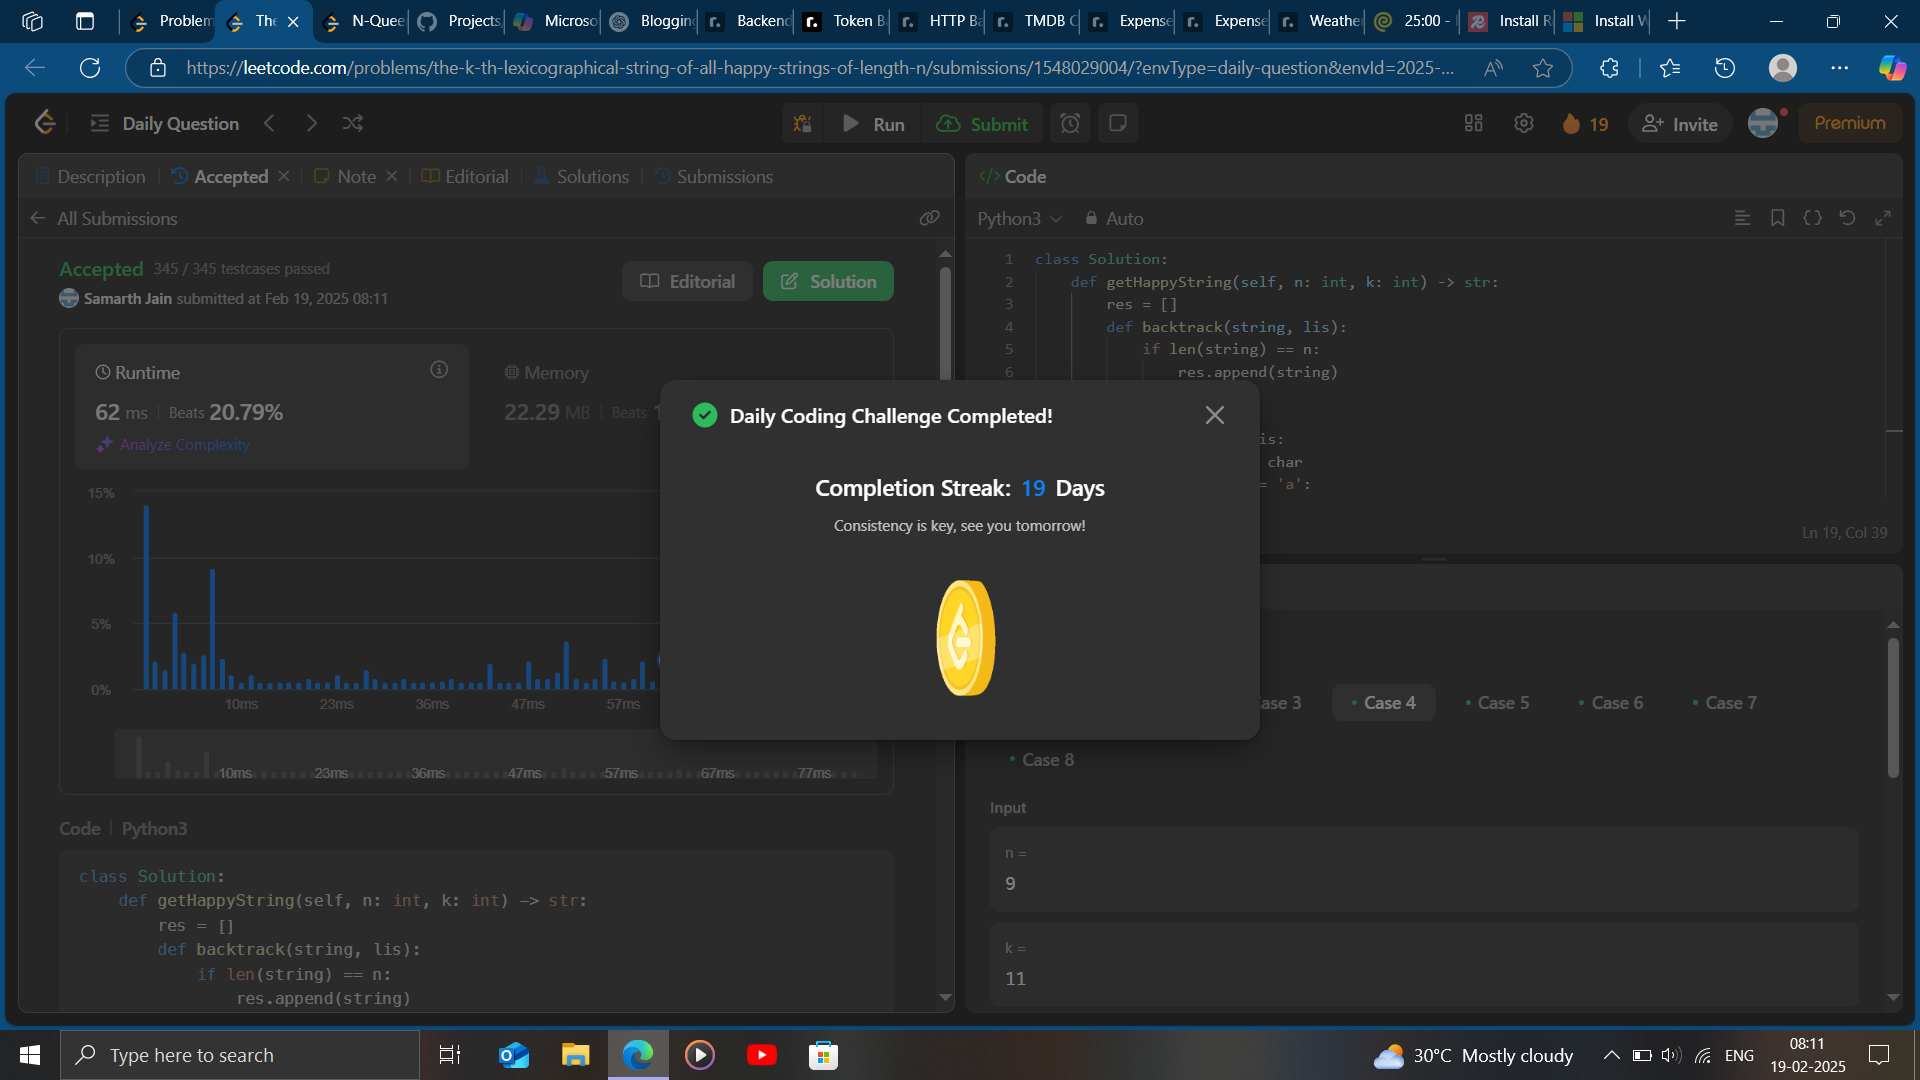 Problem
The
N-Quee
Projects
Microso
Blogging
Backend
Token B
HTTP Ba
TMDB C
Expense
Expense
Weathe
25:00 -
Install R
Install W
https://leetcode.com/problems/the-k-th-lexicographical-string-of-all-happy-strings-of-length-n/submissions/1548029004/?envType=daily-question&envId=2025-...
Daily Question
Run
Submit
19
Invite
Premium
Description
Accepted
Note
Editorial
Solutions
Submissions
All Submissions
Accepted 345 / 345 testcases passed
Samarth Jain submitted at Feb 19, 2025 08:11
Editorial
Solution
Runtime
62 ms | Beats 20.79%
Analyze Complexity
Memory
22.29 MB | Beats 1
15%
10%
5%
0%
10ms 23ms 36ms 47ms 57ms
10ms 23ms 36ms 47ms 57ms 67ms 77ms
Code | Python3
class Solution:
def getHappyString(self, n: int, k: int) -> str:
res = []
def backtrack(string, lis):
if len(string) == n:
res.append(string)
Daily Coding Challenge Completed!
Completion Streak: 19 Days
Consistency is key, see you tomorrow!
</> Code
Python3
Auto
1 class Solution:
2 def getHappyString(self, n: int, k: int) -> str:
3 res = []
4 def backtrack(string, lis):
5 if len(string) == n:
6 res.append(string)
is:
char
= 'a':
Ln 19, Col 39
ase 3
Case 4
Case 5
Case 6
Case 7
Case 8
Input
n =
9
k =
11
Type here to search
30°C Mostly cloudy
ENG
08:11
19-02-2025